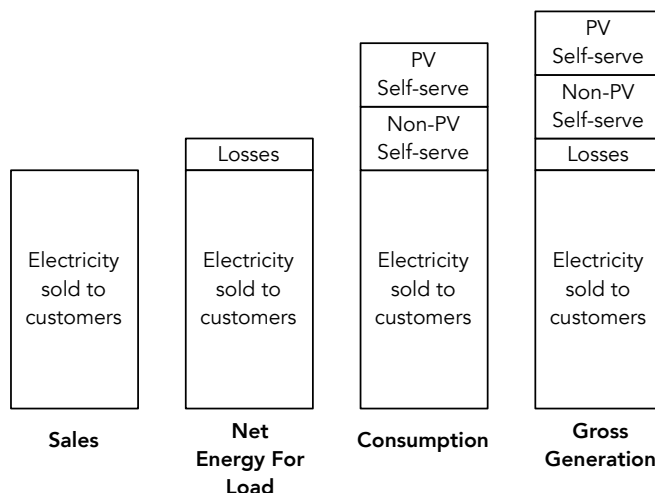 PV
Self-serve
Non-PV
Self-serve
Losses
Electricity
sold to
customers
Gross
Generation
PV
Self-serve
Non-PV
Self-serve
Electricity
sold to
customers
Consumption
Losses
Electricity
sold to
customers
Net
Energy For
Load
Electricity
sold to
customers
Sales